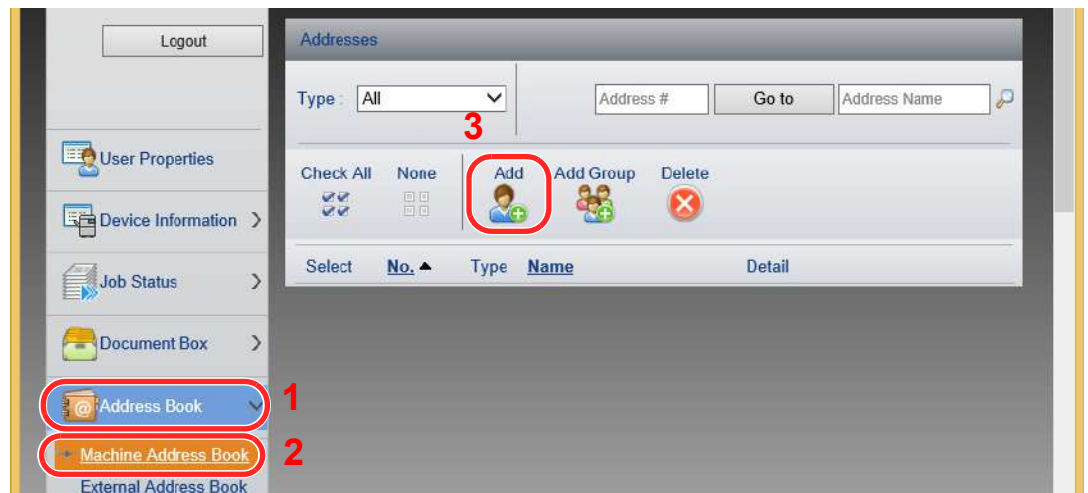 Logout
User Properties
Device Information
Job Status
Document Box
Address Book
1
Machine Address Book
2
External Address Book
Addresses
Type : All Address # Go to Address Name
3
Check All None Add Add Group Delete
Select No. ▲ Type Name Detail